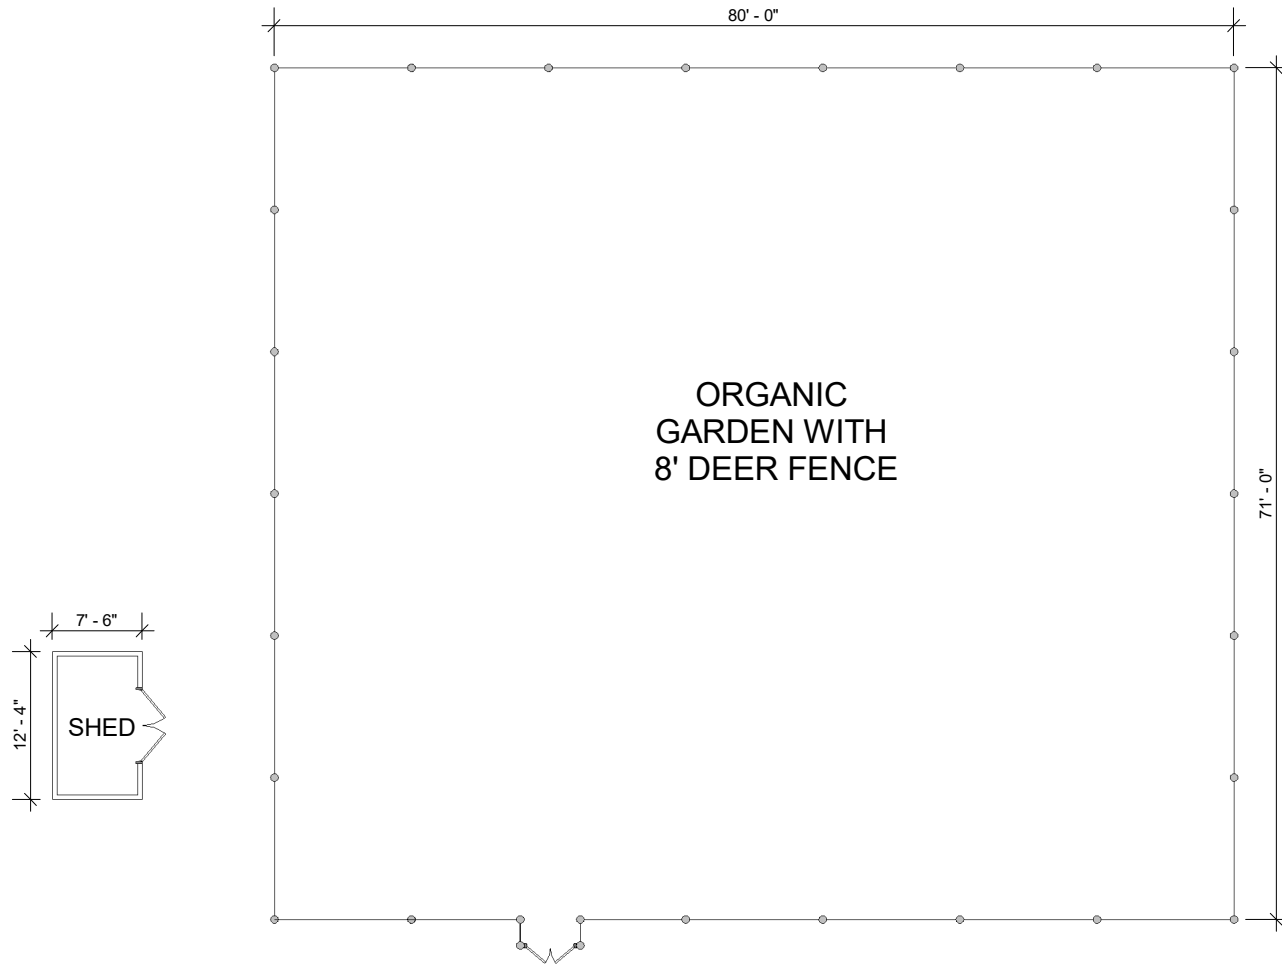 80' - 0"
ORGANIC
GARDEN WITH
8' DEER FENCE
71' - 0"
7' - 6"
12' - 4"
SHED